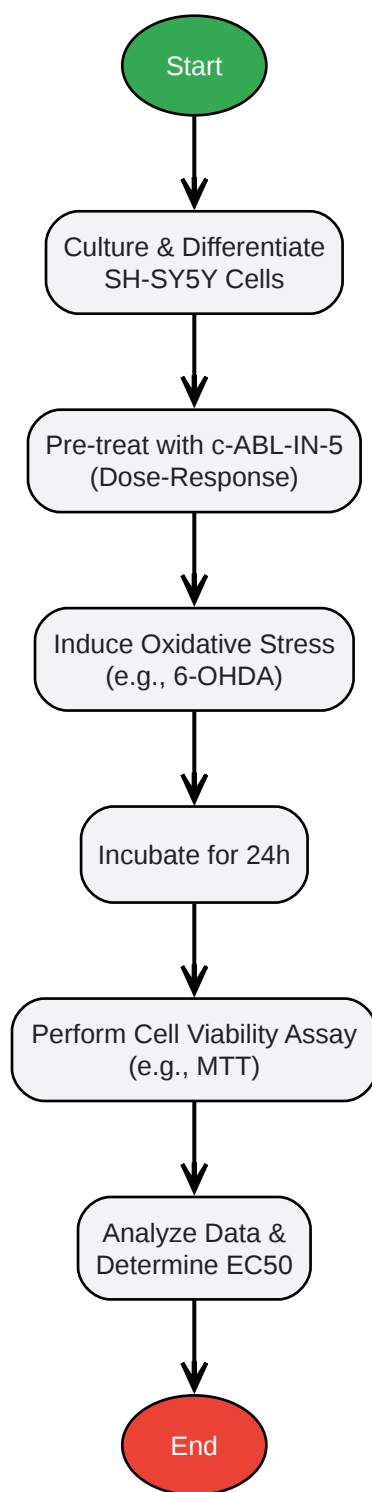 Start
Culture & Differentiate
SH-SY5Y Cells
Pre-treat with c-ABL-IN-5
(Dose-Response)
Induce Oxidative Stress
(e.g., 6-OHDA)
Incubate for 24h
Perform Cell Viability Assay
(e.g., MTT)
Analyze Data &
Determine EC50
End